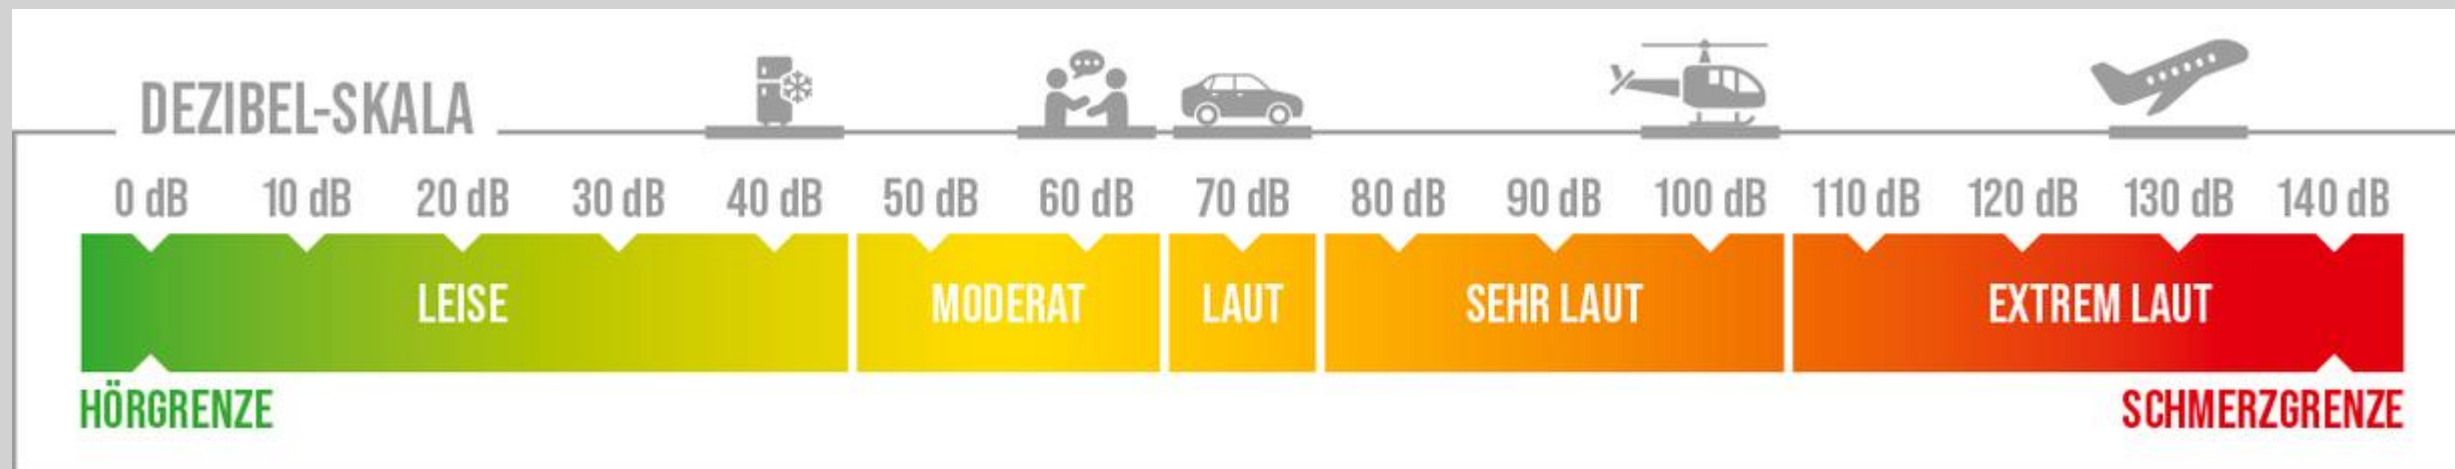 DEZIBEL-SKALA
0 dB 10 dB 20 dB 30 dB 40 dB 50 dB 60 dB 70 dB 80 dB 90 dB 100 dB 110 dB 120 dB 130 dB 140 dB
LEISE MODERAT LAUT SEHR LAUT EXTREM LAUT
HÖRGRENZE SCHMERZGRENZE